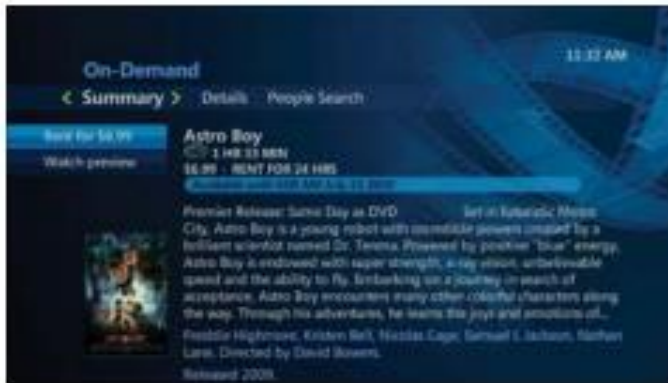 11:32 AM
On-Demand
< Summary > Details People Search
Rent for $6.99
Watch preview
Astro Boy
1 HR 33 MIN
$6.99 - RENT FOR 24 HRS
Available until
Premier Release: Same Day as DVD Set in futuristic Metro
City, Astro Boy is a young robot with incredible powers created by a
brilliant scientist named Dr. Tenma. Powered by positive "blue" energy,
Astro Boy is endowed with super strength, x-ray vision, unbelievable
speed and the ability to fly. Embarking on a journey in search of
acceptance, Astro Boy encounters many other colorful characters along
the way. Through his adventures, he learns the joys and emotions of...
Freddie Highmore, Kristen Bell, Nicolas Cage, Samuel L Jackson, Nathan
Lane. Directed by David Bowers.
Released 2009.